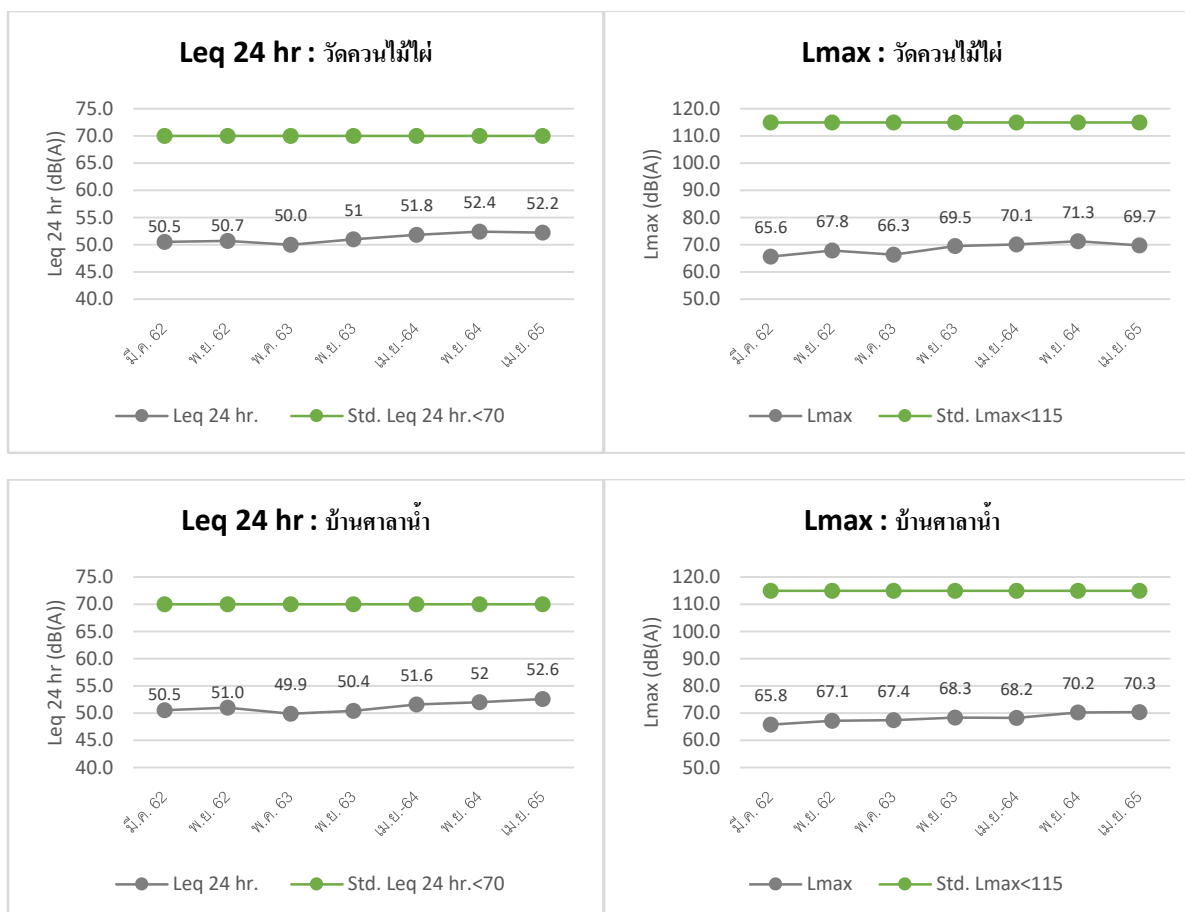 Leq 24 hr : วัดควนไม้ไผ่
Leq 24 hr (dB(A))
75.0
70.0
65.0
60.0
55.0
50.0
45.0
40.0
50.5 50.7 50.0 51 51.8 52.4 52.2
มี.ค. 62 พ.ย. 62 พ.ค. 63 พ.ย. 63 เม.ย.-64 พ.ย. 64 เม.ย. 65
Leq 24 hr. Std. Leq 24 hr.<70
Lmax : วัดควนไม้ไผ่
Lmax (dB(A))
120.0
110.0
100.0
90.0
80.0
70.0
60.0
50.0
65.6 67.8 66.3 69.5 70.1 71.3 69.7
มี.ค. 62 พ.ย. 62 พ.ค. 63 พ.ย. 63 เม.ย.-64 พ.ย. 64 เม.ย. 65
Lmax Std. Lmax<115
Leq 24 hr : บ้านศาลาน้ำ
Leq 24 hr (dB(A))
75.0
70.0
65.0
60.0
55.0
50.0
45.0
40.0
50.5 51.0 49.9 50.4 51.6 52 52.6
มี.ค. 62 พ.ย. 62 พ.ค. 63 พ.ย. 63 เม.ย.-64 พ.ย. 64 เม.ย. 65
Leq 24 hr. Std. Leq 24 hr.<70
Lmax : บ้านศาลาน้ำ
Lmax (dB(A))
120.0
110.0
100.0
90.0
80.0
70.0
60.0
50.0
65.8 67.1 67.4 68.3 68.2 70.2 70.3
มี.ค. 62 พ.ย. 62 พ.ค. 63 พ.ย. 63 เม.ย.-64 พ.ย. 64 เม.ย. 65
Lmax Std. Lmax<115